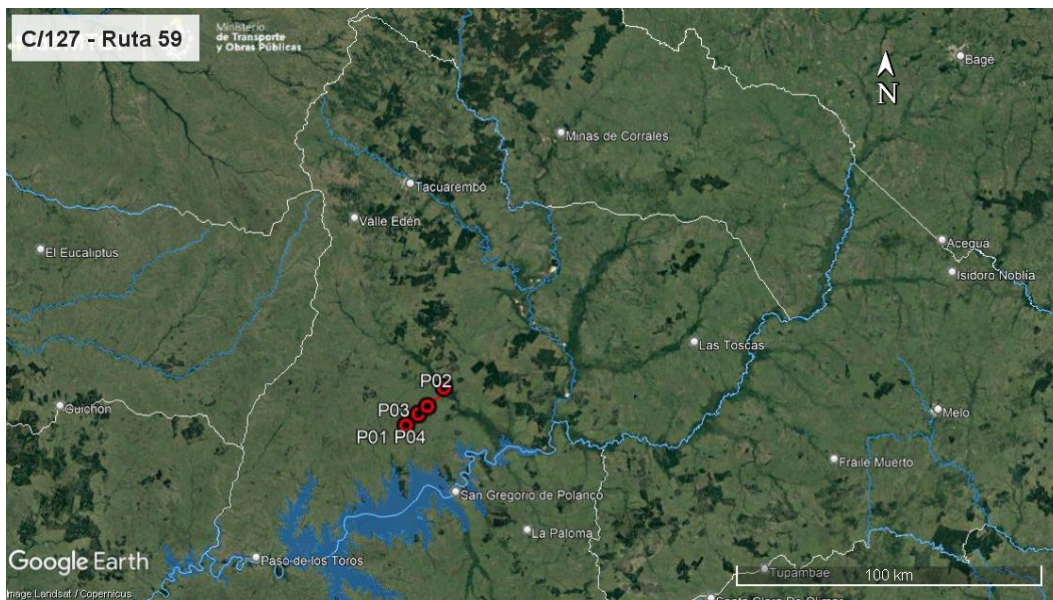 C/127 - Ruta 59
Ministerio
de Transporte
y Obras Públicas
N
Bagé
Minas de Corrales
Tacuarembó
Valle Edén
El Eucaliptus
Aceguá
Isidoro Noblía
Las Toscas
P02
P03
P01 P04
Guichón
Melo
Fraile Muerto
San Gregorio de Polanco
La Paloma
Paso de los Toros
Google Earth
Tupambaé
100 km
Image Landsat / Copernicus